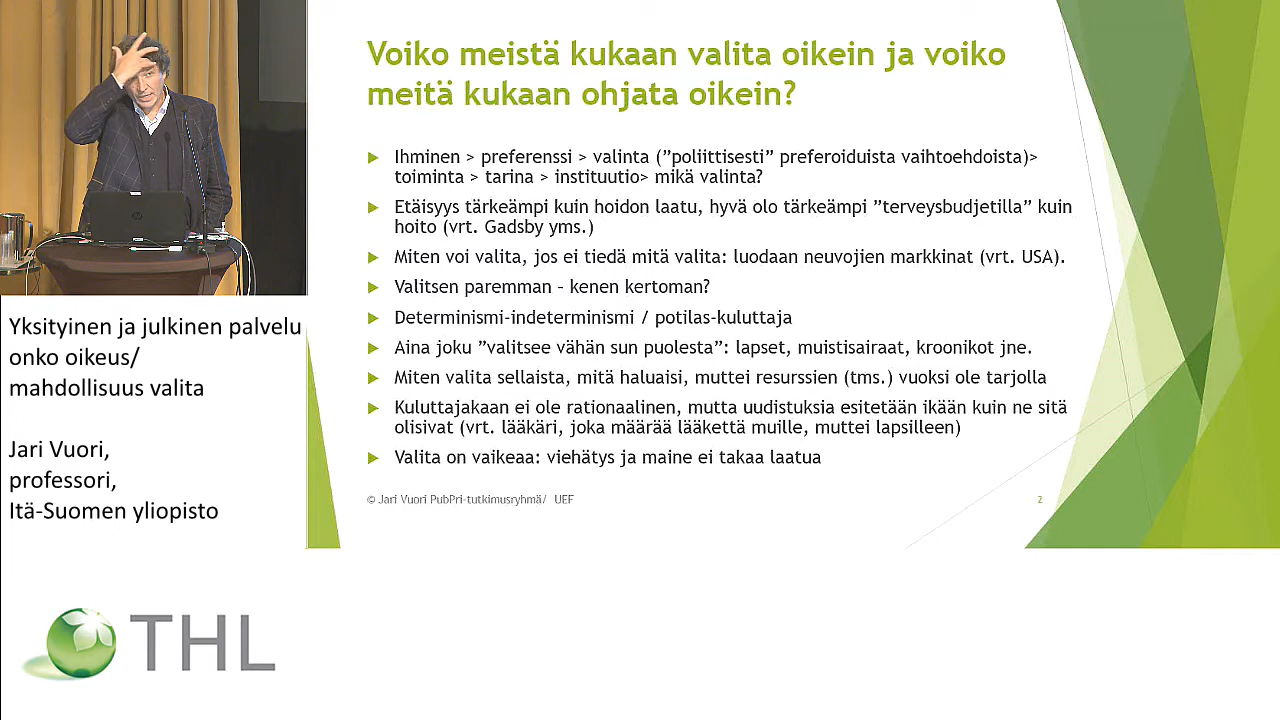 Voiko meistä kukaan valita oikein ja voiko
meitä kukaan ohjata oikein?
Ihminen > preferenssi > valinta (”poliittisesti” preferoiduista vaihtoehdoista)>
toiminta > tarina > instituutio> mikä valinta?
Etäisyys tärkeämpi kuin hoidon laatu, hyvä olo tärkeämpi ”terveysbudjetilla” kuin
hoito (vrt. Gadsby yms.)
Miten voi valita, jos ei tiedä mitä valita: luodaan neuvojien markkinat (vrt. USA).
Valitsen paremman – kenen kertoman?
Determinismi-indeterminismi / potilas-kuluttaja
Aina joku ”valitsee vähän sun puolesta”: lapset, muistisairaat, kroonikot jne.
Miten valita sellaista, mitä haluaisi, muttei resurssien (tms.) vuoksi ole tarjolla
Kuluttajakaan ei ole rationaalinen, mutta uudistuksia esitetään ikään kuin ne sitä
olisivat (vrt. lääkäri, joka määrää lääkettä muille, muttei lapsilleen)
Valita on vaikeaa: viehätys ja maine ei takaa laatua
© Jari Vuori PubPri-tutkimusryhmä/ UEF
2
Yksityinen ja julkinen palvelu
onko oikeus/
mahdollisuus valita
Jari Vuori,
professori,
Itä-Suomen yliopisto
THL